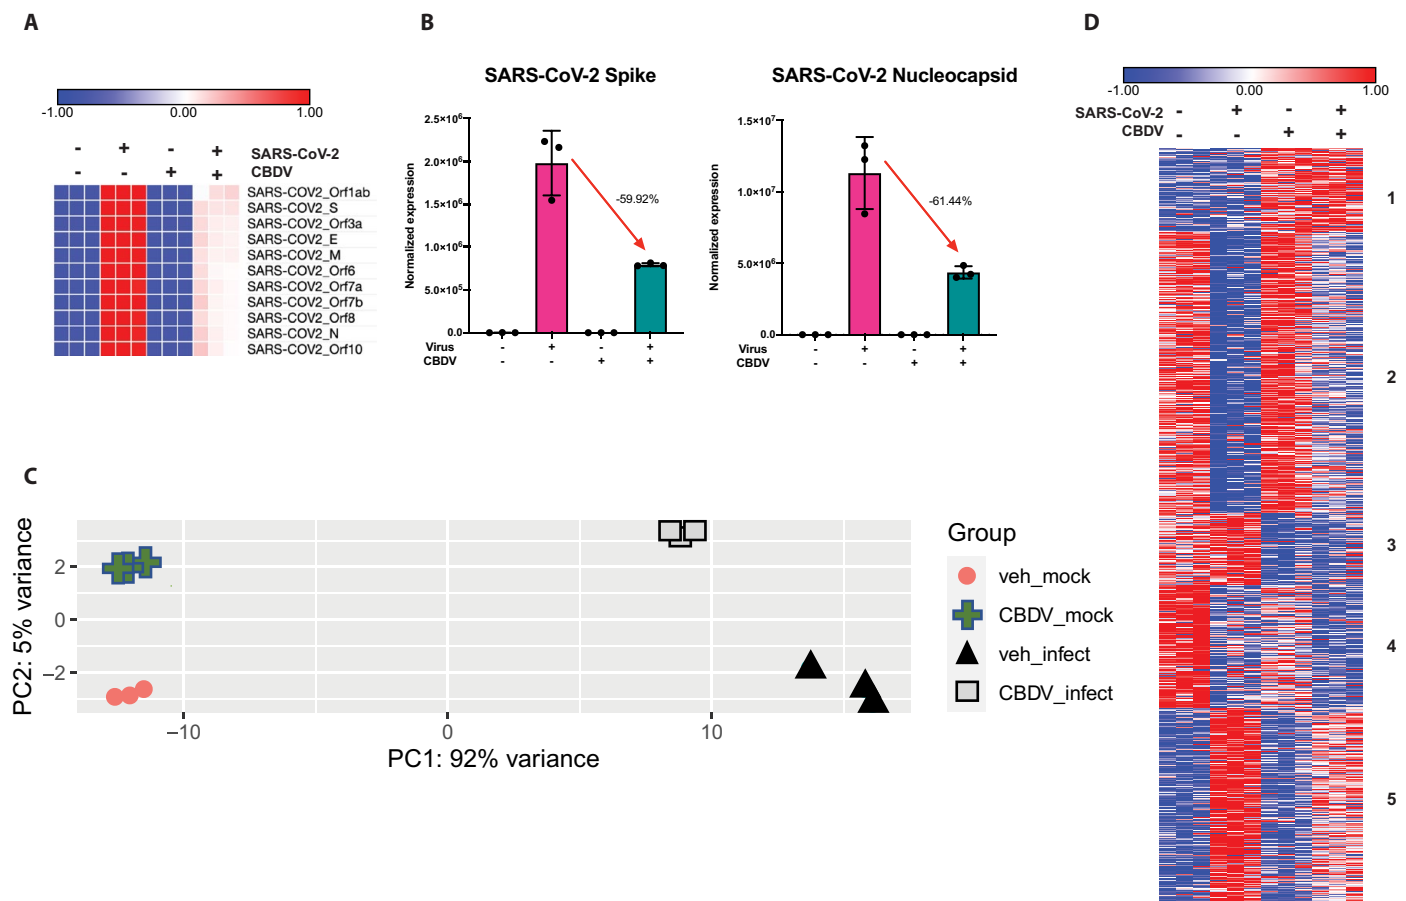 A
-1.00 0.00 1.00
- + - + SARS-CoV-2
- - + + CBDV
SARS-COV2_Orf1ab
SARS-COV2_S
SARS-COV2_Orf3a
SARS-COV2_E
SARS-COV2_M
SARS-COV2_Orf6
SARS-COV2_Orf7a
SARS-COV2_Orf7b
SARS-COV2_Orf8
SARS-COV2_N
SARS-COV2_Orf10
B
SARS-CoV-2 Spike
Normalized expression
2.5×10⁶
2.0×10⁶
1.5×10⁶
1.0×10⁶
5.0×10⁵
0.0
-59.92%
Virus - + - +
CBDV - - + +
SARS-CoV-2 Nucleocapsid
Normalized expression
1.5×10⁷
1.0×10⁷
5.0×10⁶
0.0
-61.44%
Virus - + - +
CBDV - - + +
C
PC2: 5% variance
2
0
−2
−10 0 10
PC1: 92% variance
Group
veh_mock
CBDV_mock
veh_infect
CBDV_infect
D
-1.00 0.00 1.00
SARS-CoV-2 - + - +
CBDV - - + +
1
2
3
4
5